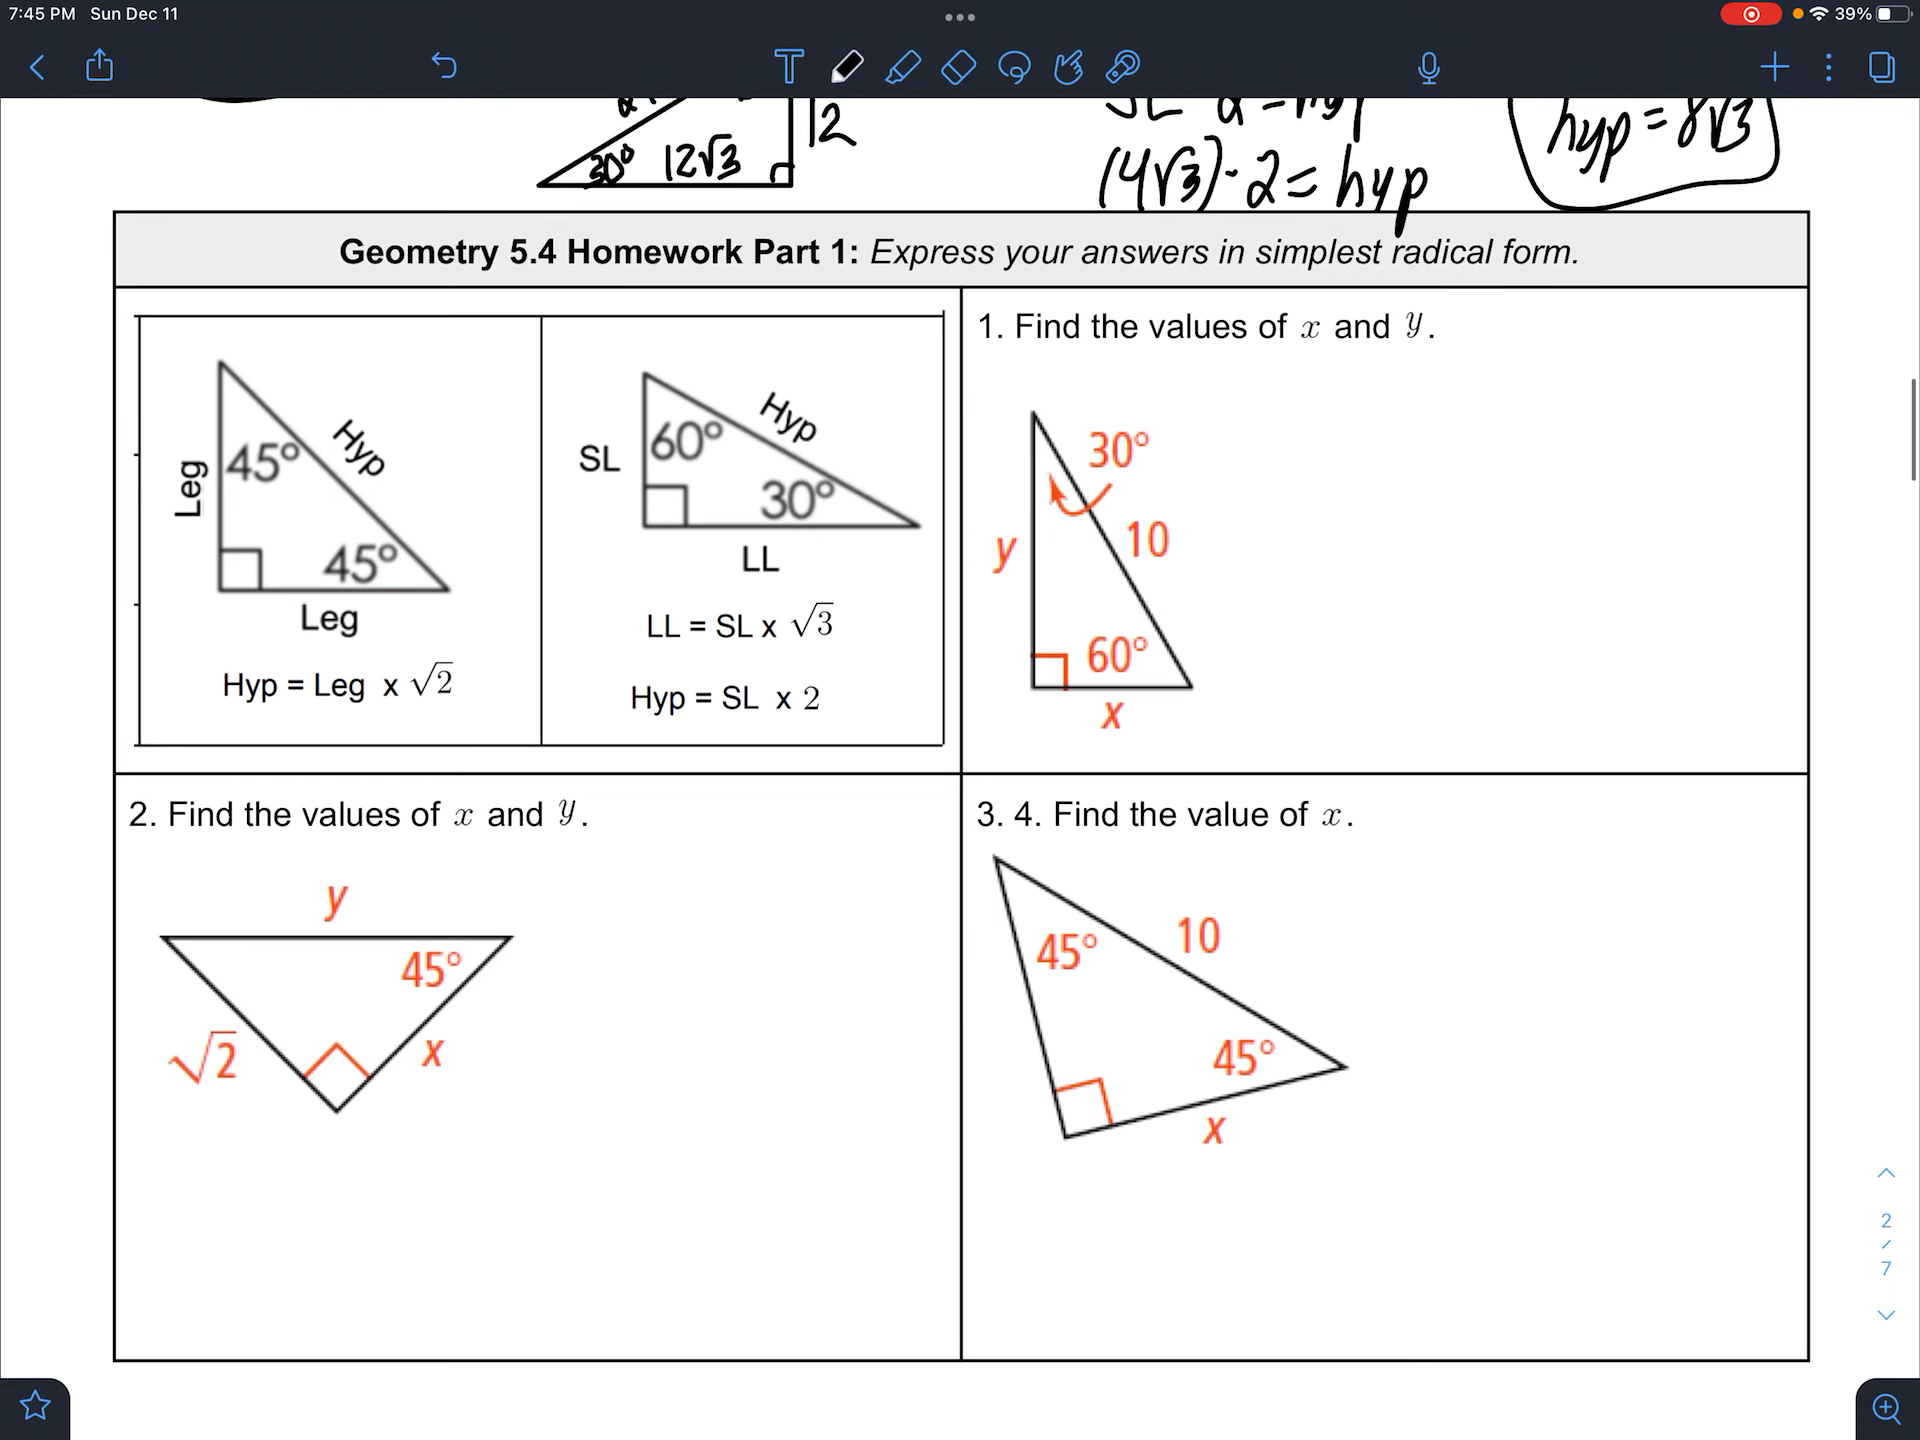 7:45 PM Sun Dec 11
39%
12
30° 12√3
(4√3)·2 = hyp
hyp = 8√3
Geometry 5.4 Homework Part 1: Express your answers in simplest radical form.
45°
Hyp
Leg
45°
Leg
Hyp = Leg x √2
Hyp
60°
SL
30°
LL
LL = SL x √3
Hyp = SL x 2
1. Find the values of x and y.
30°
10
y
60°
x
2. Find the values of x and y.
y
45°
√2
x
3. 4. Find the value of x.
10
45°
45°
x
2
/
7